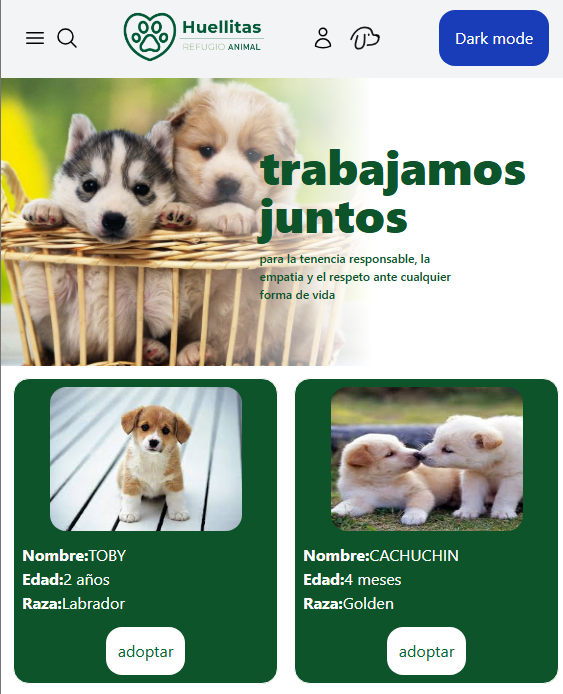 Huellitas
REFUGIO ANIMAL
Dark mode
trabajamos
juntos
para la tenencia responsable, la
empatia y el respeto ante cualquier
forma de vida
Nombre:TOBY
Edad:2 años
Raza:Labrador
adoptar
Nombre:CACHUCHIN
Edad:4 meses
Raza:Golden
adoptar